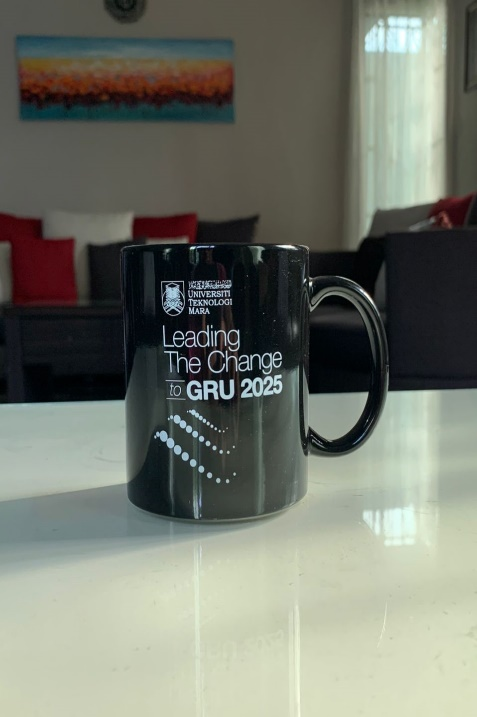 UNIVERSITI
TEKNOLOGI
MARA
Leading
The Change
to GRU 2025